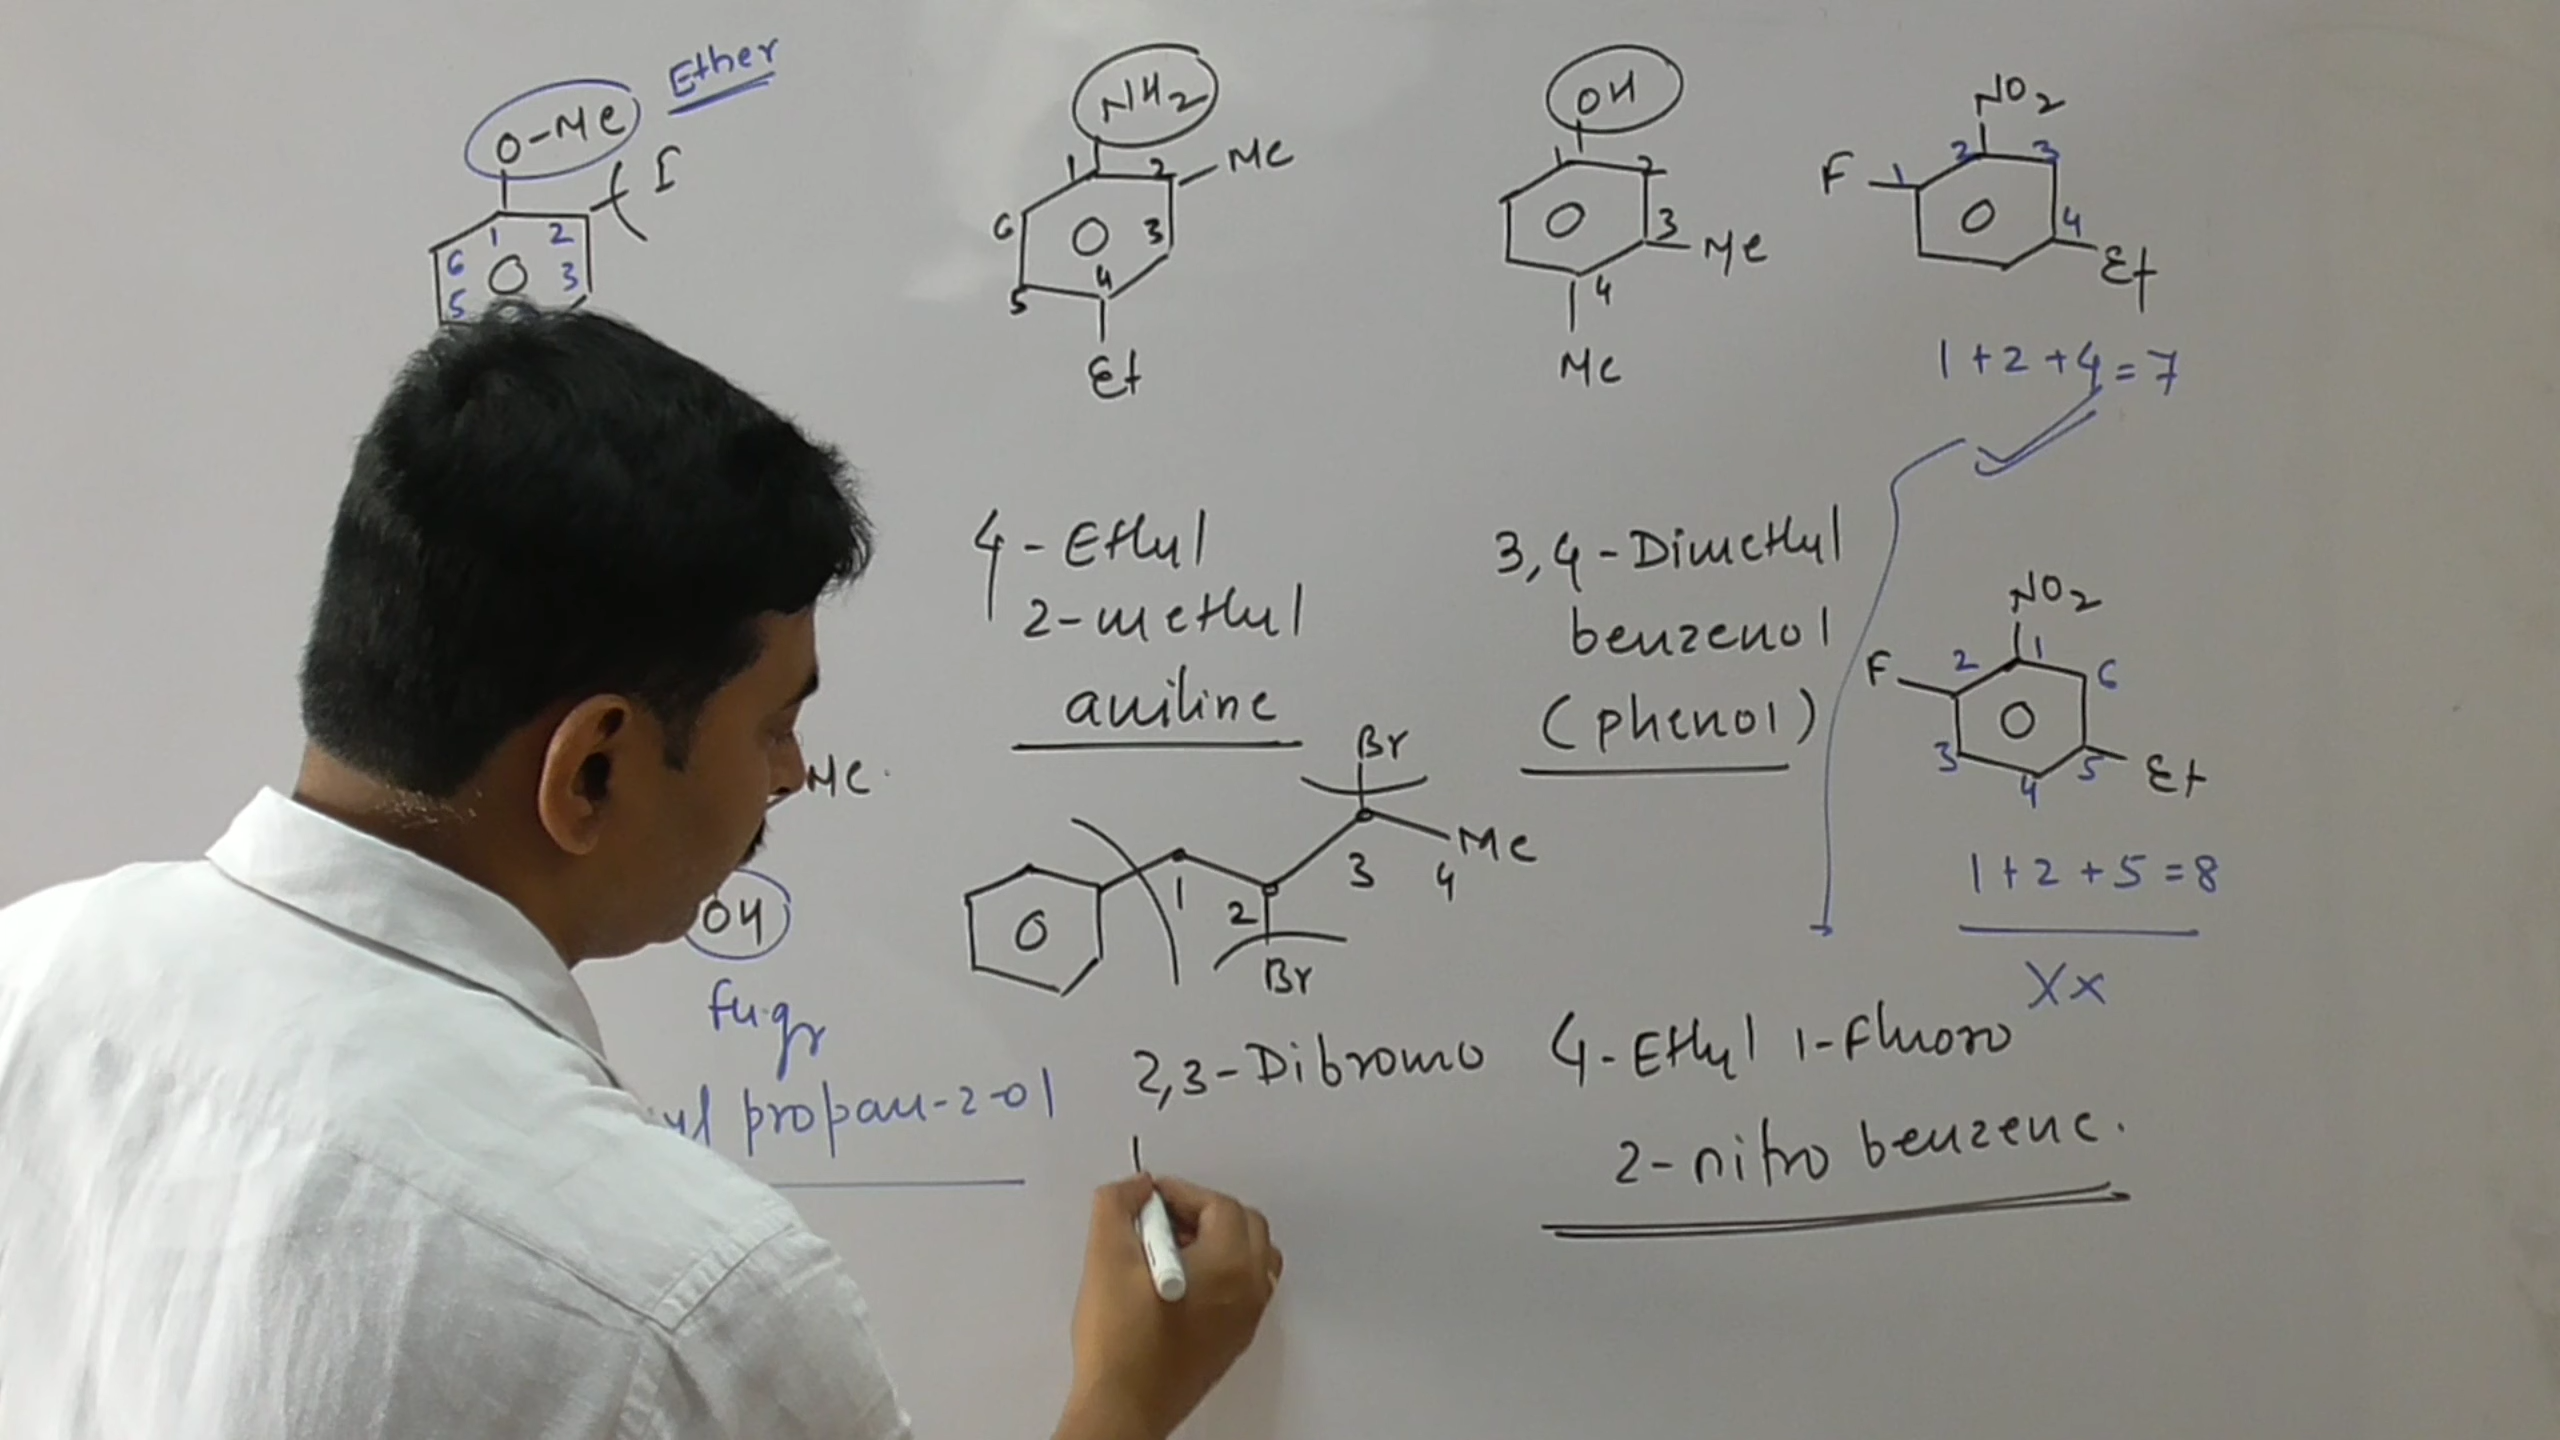 Ether
O-Me
I
1 2
6 3
5
NH2
1 2 Me
6 3
5 4
Et
OH
1 2
3 Me
4
Me
NO2
F 1 2 3
4
Et
1+2+4=7
4-Ethyl
2-methyl
aniline
3,4-Dimethyl
benzenol
(phenol)
NO2
F 2 1 6
3 4 5 Et
1+2+5=8
Xx
Me
OH
fu.gr
yl propan-2-ol
Br
Me
1 2 3 4
Br
2,3-Dibromo
4-Ethyl 1-Fluoro
2-nitro benzene.